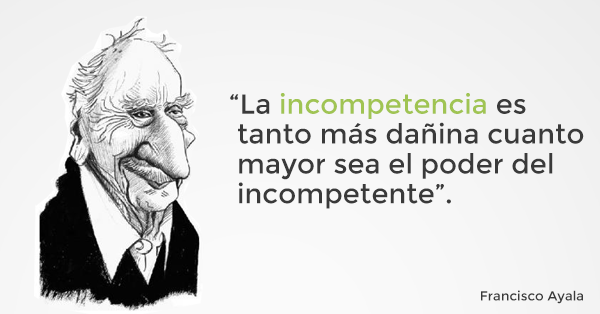 “La incompetencia es
tanto más dañina cuanto
mayor sea el poder del
incompetente”.
Francisco Ayala